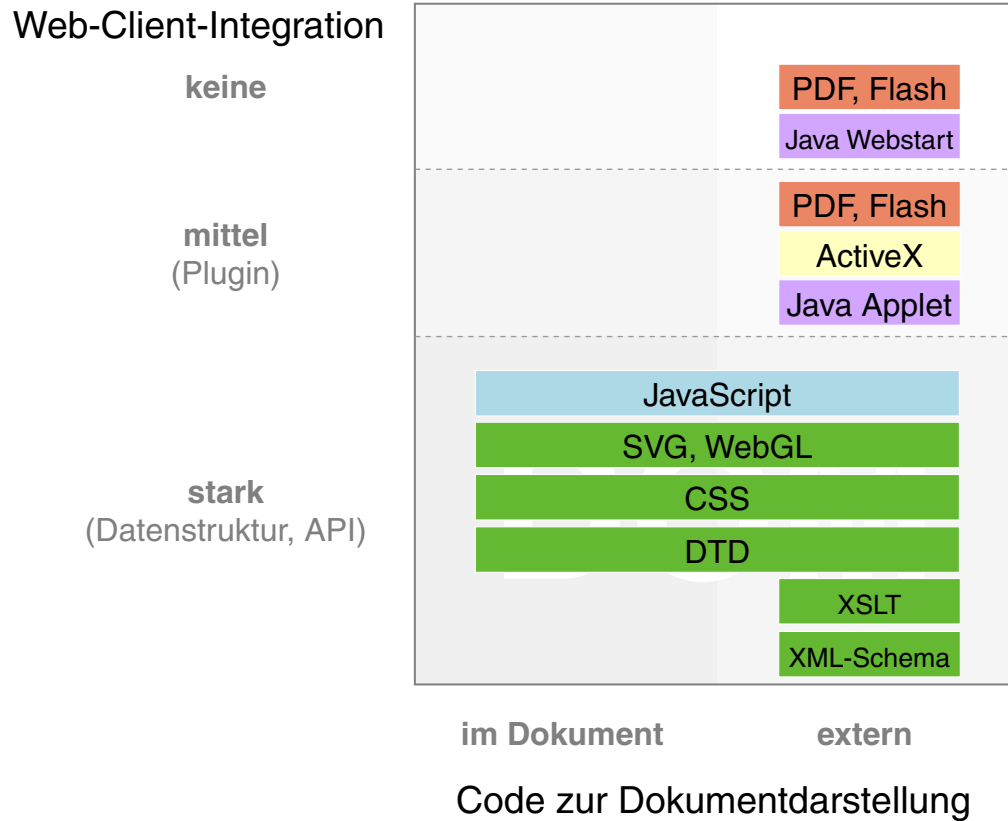 Web-Client-Integration
keine
PDF, Flash
Java Webstart
mittel
(Plugin)
PDF, Flash
ActiveX
Java Applet
stark
(Datenstruktur, API)
JavaScript
SVG, WebGL
CSS
DTD
XSLT
XML-Schema
im Dokument
extern
Code zur Dokumentdarstellung